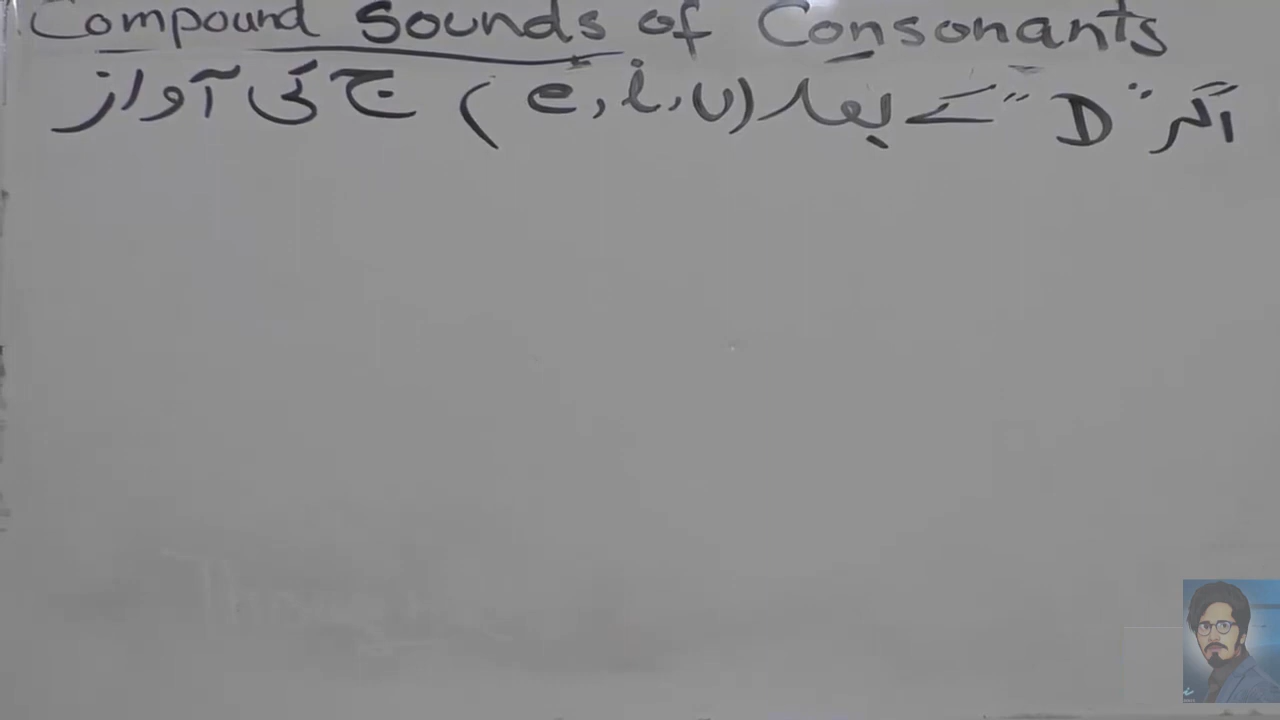 Compound Sounds of Consonants
اگر "D" کے بعد (e, i, u) ج کی آواز